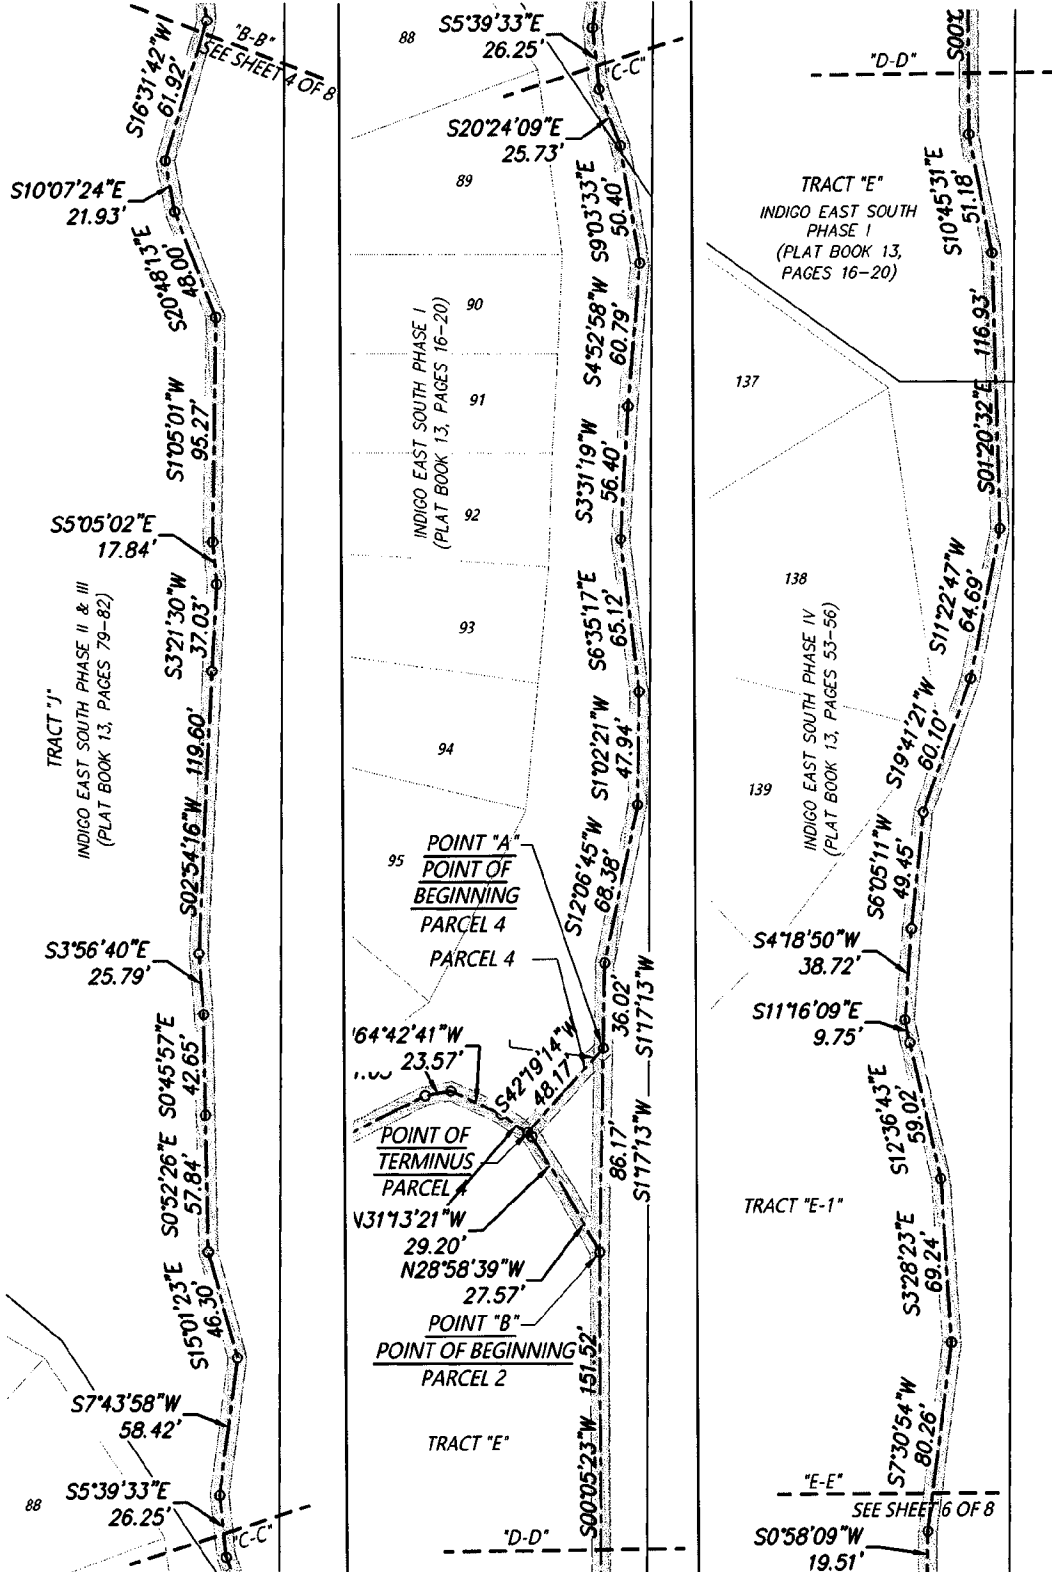 "B-B"
SEE SHEET 4 OF 8
S16°31'42"W
61.92'
S10°07'24"E
21.93'
S20°48'13"E
48.00'
S1°05'01"W
95.27'
S5°05'02"E
17.84'
S3°21'30"W
37.03'
TRACT "J"
INDIGO EAST SOUTH PHASE II & III
(PLAT BOOK 13, PAGES 79-82)
S02°54'16"W 119.60'
S3°56'40"E
25.79'
S0°45'57"E
42.65'
S0°52'26"E
57.84'
S15°01'23"E
46.30'
S7°43'58"W
58.42'
88
S5°39'33"E
26.25'
"C-C"
88
S5°39'33"E
26.25'
"C-C"
S20°24'09"E
25.73'
89
S9°03'33"E
50.40'
90
INDIGO EAST SOUTH PHASE I
(PLAT BOOK 13, PAGES 16-20)
S4°52'58"W
60.79'
91
S3°31'19"W
56.40'
92
93
S6°35'17"E
65.12'
94
S1°02'21"W
47.94'
95
POINT "A"
POINT OF
BEGINNING
PARCEL 4
S12°06'45"W
68.38'
PARCEL 4
36.02'
S1°17'13"W
'64°42'41"W
23.57'
S42°19'14"W
48.17'
POINT OF
TERMINUS
PARCEL 4
86.17'
S1°17'13"W
N31°13'21"W
29.20'
N28°58'39"W
27.57'
POINT "B"
POINT OF BEGINNING
PARCEL 2
S00°05'23"W 151.52'
TRACT "E"
"D-D"
S00°0
"D-D"
TRACT "E"
INDIGO EAST SOUTH
PHASE I
(PLAT BOOK 13,
PAGES 16-20)
S10°45'31"E
51.18'
137
S01°20'32"E 116.93'
138
INDIGO EAST SOUTH PHASE IV
(PLAT BOOK 13, PAGES 53-56)
S11°22'47"W
64.69'
S19°41'21"W
60.10'
139
S6°05'11"W
49.45'
S4°18'50"W
38.72'
S11°16'09"E
9.75'
S12°36'43"E
59.02'
TRACT "E-1"
S3°28'23"E
69.24'
S7°30'54"W
80.26'
"E-E"
SEE SHEET 6 OF 8
S0°58'09"W
19.51'